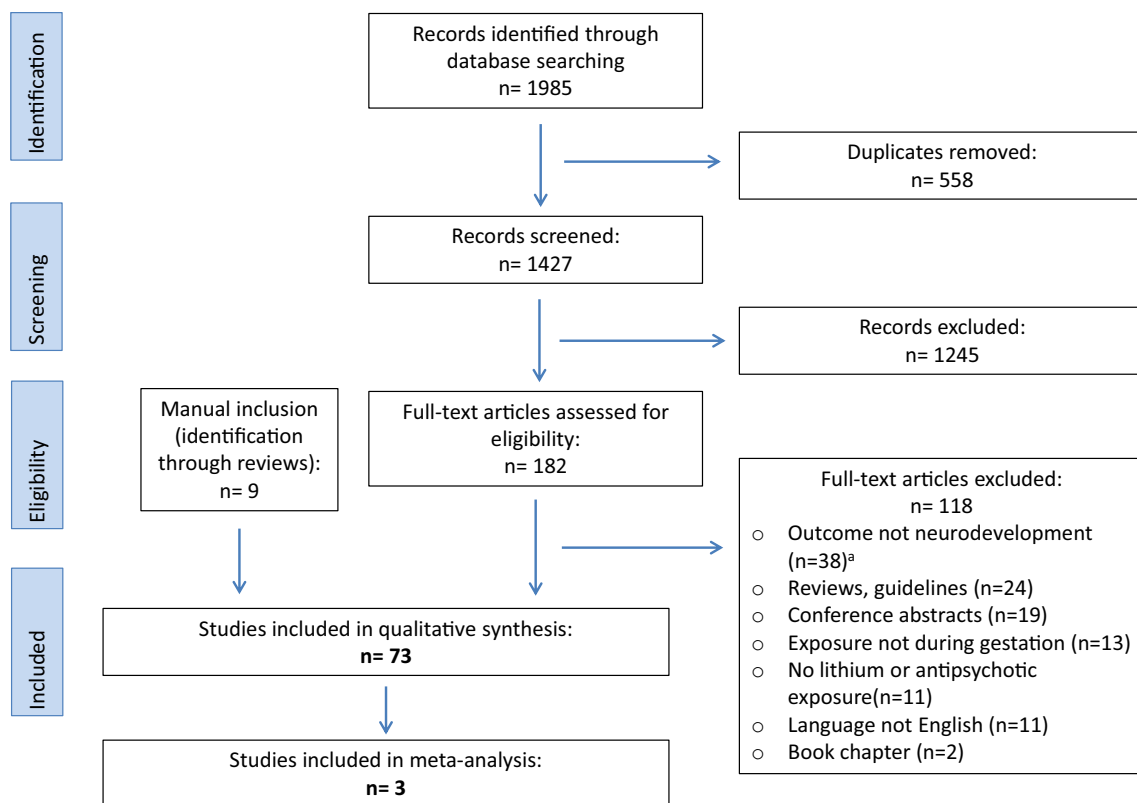 Identification
Records identified through
database searching
n= 1985
Duplicates removed:
n= 558
Screening
Records screened:
n= 1427
Records excluded:
n= 1245
Eligibility
Manual inclusion
(identification
through reviews):
n= 9
Full-text articles assessed for
eligibility:
n= 182
Full-text articles excluded:
n= 118
o Outcome not neurodevelopment
(n=38)ᵃ
o Reviews, guidelines (n=24)
o Conference abstracts (n=19)
o Exposure not during gestation (n=13)
o No lithium or antipsychotic
exposure(n=11)
o Language not English (n=11)
o Book chapter (n=2)
Included
Studies included in qualitative synthesis:
n= 73
Studies included in meta-analysis:
n= 3